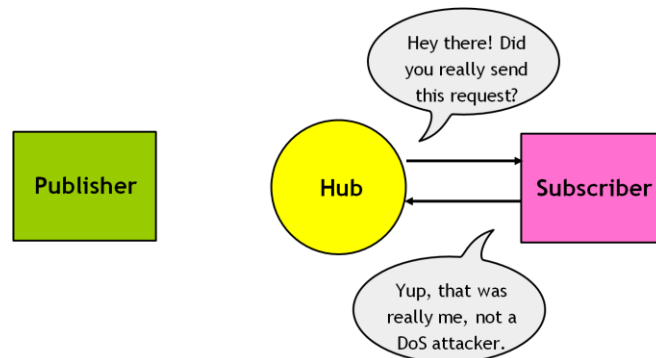 Hey there! Did
you really send
this request?
Publisher
Hub
Subscriber
Yup, that was
really me, not a
DoS attacker.